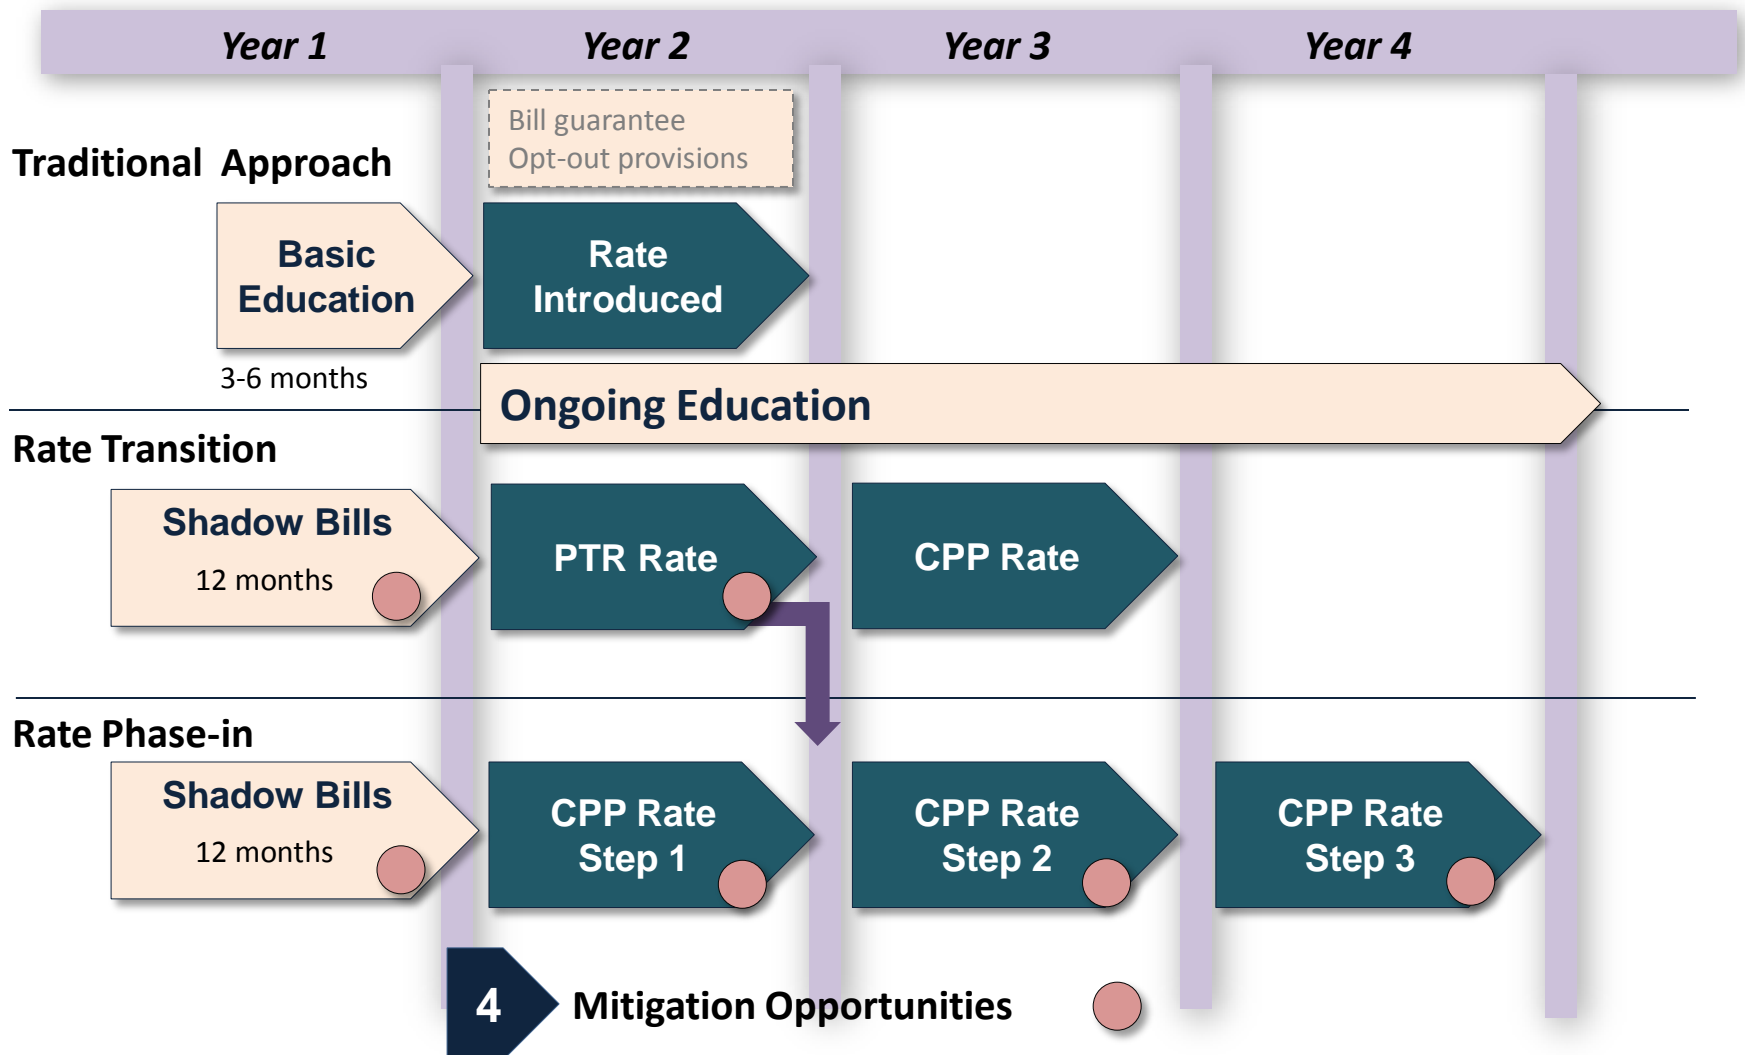 Year 1
Year 2
Year 3
Year 4
Bill guarantee
Opt-out provisions
Traditional Approach
Basic
Education
Rate
Introduced
3-6 months
Ongoing Education
Rate Transition
Shadow Bills
12 months
PTR Rate
CPP Rate
Rate Phase-in
Shadow Bills
12 months
CPP Rate
Step 1
CPP Rate
Step 2
CPP Rate
Step 3
4
Mitigation Opportunities